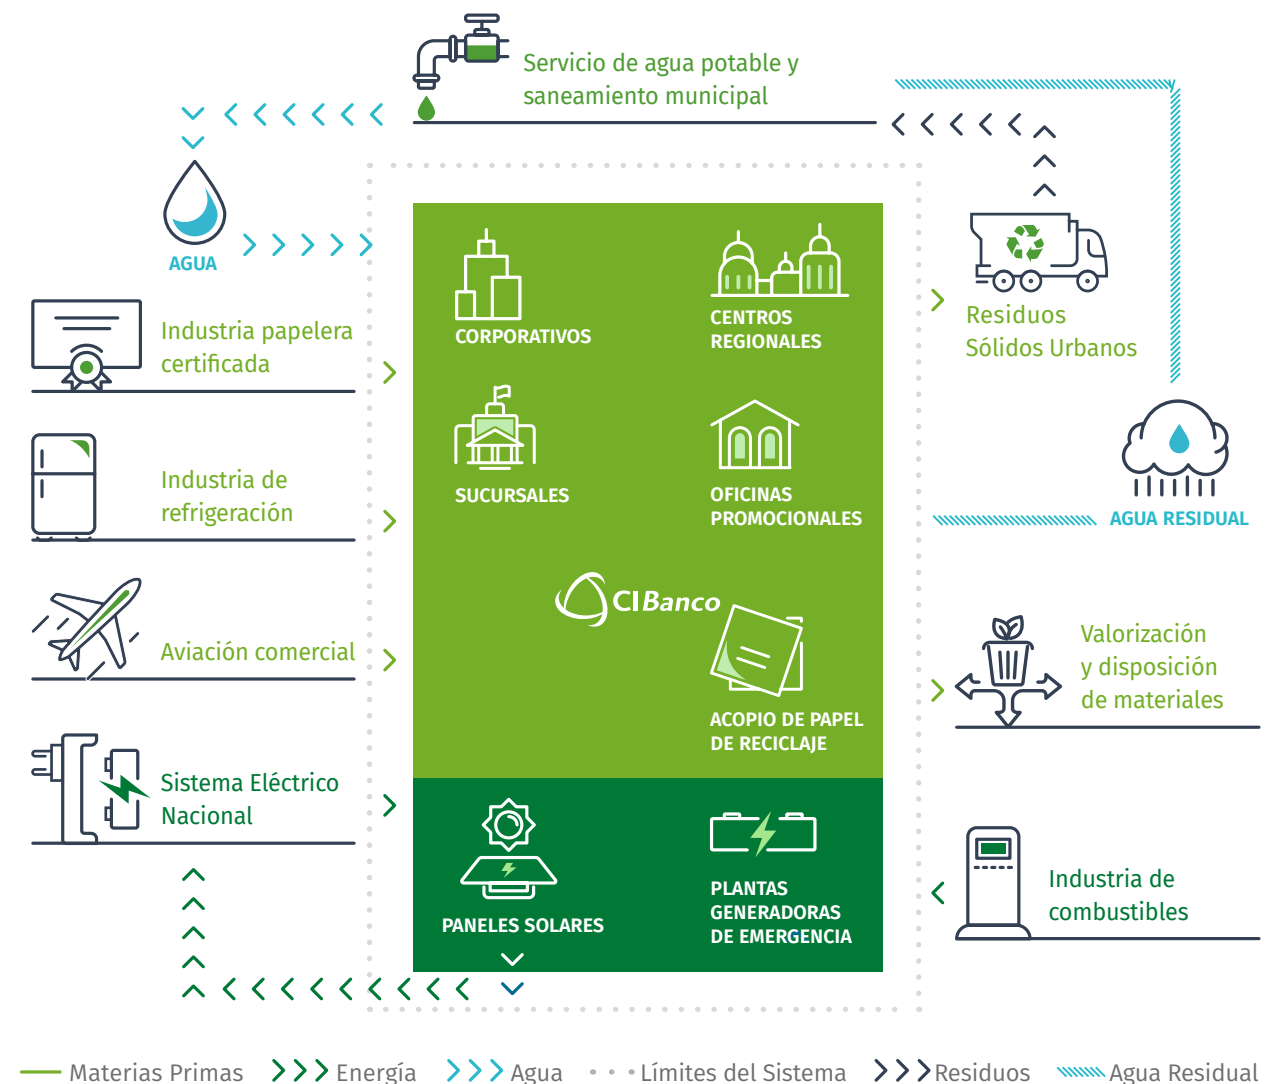 Servicio de agua potable y
saneamiento municipal
AGUA
Industria papelera
certificada
Industria de
refrigeración
Aviación comercial
Sistema Eléctrico
Nacional
CORPORATIVOS
CENTROS
REGIONALES
SUCURSALES
OFICINAS
PROMOCIONALES
CIBanco
ACOPIO DE PAPEL
DE RECICLAJE
PANELES SOLARES
PLANTAS
GENERADORAS
DE EMERGENCIA
Residuos
Sólidos Urbanos
AGUA RESIDUAL
Valorización
y disposición
de materiales
Industria de
combustibles
Materias Primas
Energía
Agua
Límites del Sistema
Residuos
Agua Residual